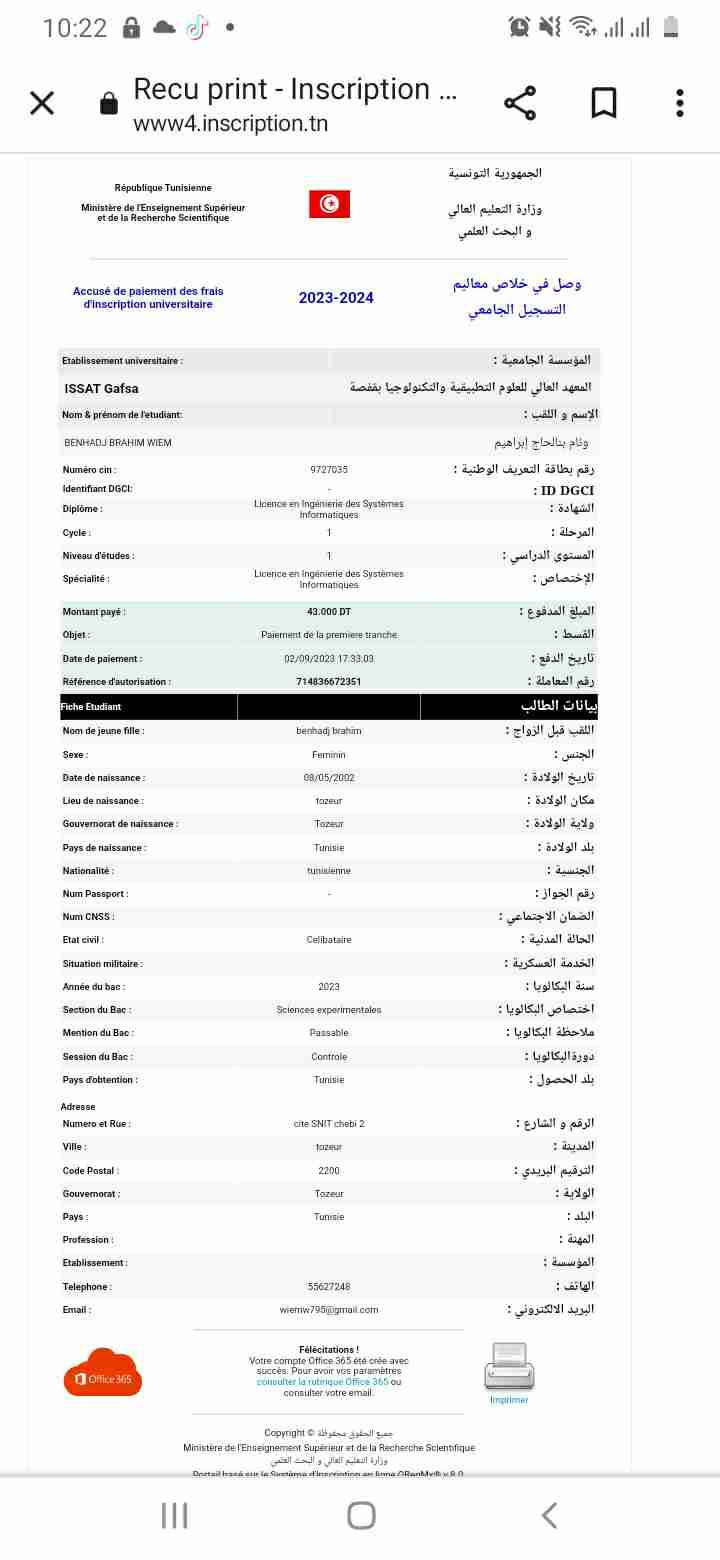 10:22
Recu print - Inscription ...
www4.inscription.tn
République Tunisienne
Ministère de l'Enseignement Supérieur
et de la Recherche Scientifique
الجمهورية التونسية
وزارة التعليم العالي
و البحث العلمي
Accusé de paiement des frais
d'inscription universitaire
2023-2024
وصل في خلاص معاليم
التسجيل الجامعي
Etablissement universitaire : المؤسسة الجامعية :
ISSAT Gafsa المعهد العالي للعلوم التطبيقية والتكنولوجيا بقفصة
Nom & prénom de l'etudiant: الإسم و اللقب :
BENHADJ BRAHIM WIEM وئام بنالحاج إبراهيم
Numéro cin : 9727035 رقم بطاقة التعريف الوطنية :
Identifiant DGCI: - ID DGCI :
Diplôme : Licence en Ingénierie des Systèmes
Informatiques الشهادة :
Cycle : 1 المرحلة :
Niveau d'études : 1 المستوى الدراسي :
Spécialité : Licence en Ingénierie des Systèmes
Informatiques الإختصاص :
Montant payé : 43.000 DT المبلغ المدفوع :
Objet : Paiement de la premiere tranche القسط :
Date de paiement : 02/09/2023 17:33:03 تاريخ الدفع :
Référence d'autorisation : 714836672351 رقم المعاملة :
Fiche Etudiant بيانات الطالب
Nom de jeune fille : benhadj brahim اللقب قبل الزواج :
Sexe : Feminin الجنس :
Date de naissance : 08/05/2002 تاريخ الولادة :
Lieu de naissance : tozeur مكان الولادة :
Gouvernorat de naissance : Tozeur ولاية الولادة :
Pays de naissance : Tunisie بلد الولادة :
Nationalité : tunisienne الجنسية :
Num Passport : - رقم الجواز :
Num CNSS : الضمان الاجتماعي :
Etat civil : Celibataire الحالة المدنية :
Situation militaire : الخدمة العسكرية :
Année du bac : 2023 سنة البكالويا :
Section du Bac : Sciences experimentales اختصاص البكالويا :
Mention du Bac : Passable ملاحظة البكالويا :
Session du Bac : Controle دورةالبكالويا :
Pays d'obtention : Tunisie بلد الحصول :
Adresse
Numero et Rue : cite SNIT chebi 2 الرقم و الشارع :
Ville : tozeur المدينة :
Code Postal : 2200 الترقيم البريدي :
Gouvernorat : Tozeur الولاية :
Pays : Tunisie البلد :
Profession : المهنة :
Etablissement : المؤسسة :
Telephone : 55627248 الهاتف :
Email : wiemw795@gmail.com البريد الالكتروني :
Office 365
Félécitations !
Votre compte Office 365 été crée avec
succès. Pour avoir vos paramètres
consulter la rubrique Office 365 ou
consulter votre email.
Imprimer
Copyright © جميع الحقوق محفوظة
Ministère de l'Enseignement Supérieur et de la Recherche Scientifique
وزارة التعليم العالي و البحث العلمي
Portail basé sur le Système d'inscription en ligne